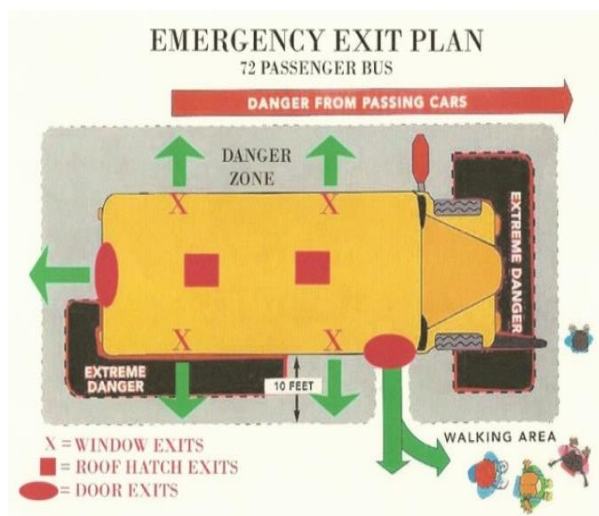 EMERGENCY EXIT PLAN
72 PASSENGER BUS
DANGER FROM PASSING CARS
DANGER
ZONE
X
X
EXTREME DANGER
X
X
EXTREME
DANGER
10 FEET
WALKING AREA
X = WINDOW EXITS
= ROOF HATCH EXITS
= DOOR EXITS